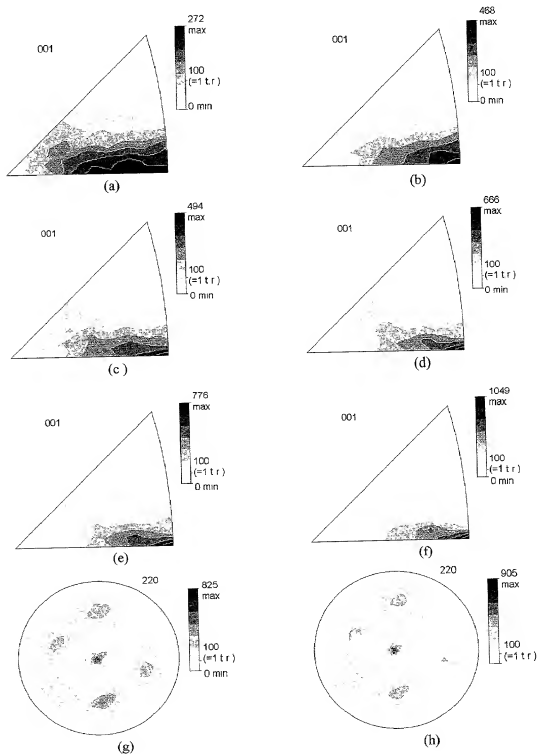 272
max
001
100
(=1 t r)
0 min
(a)
468
max
001
100
(=1 t r)
0 min
(b)
494
max
001
100
(=1 t r)
0 min
(c )
666
max
001
100
(=1 t r)
0 min
(d)
776
max
001
100
(=1 t r)
0 min
(e)
1049
max
001
100
(=1 t r)
0 min
(f)
220
825
max
100
(=1 t r)
0 min
(g)
220
905
max
100
(=1 t r)
0 min
(h)